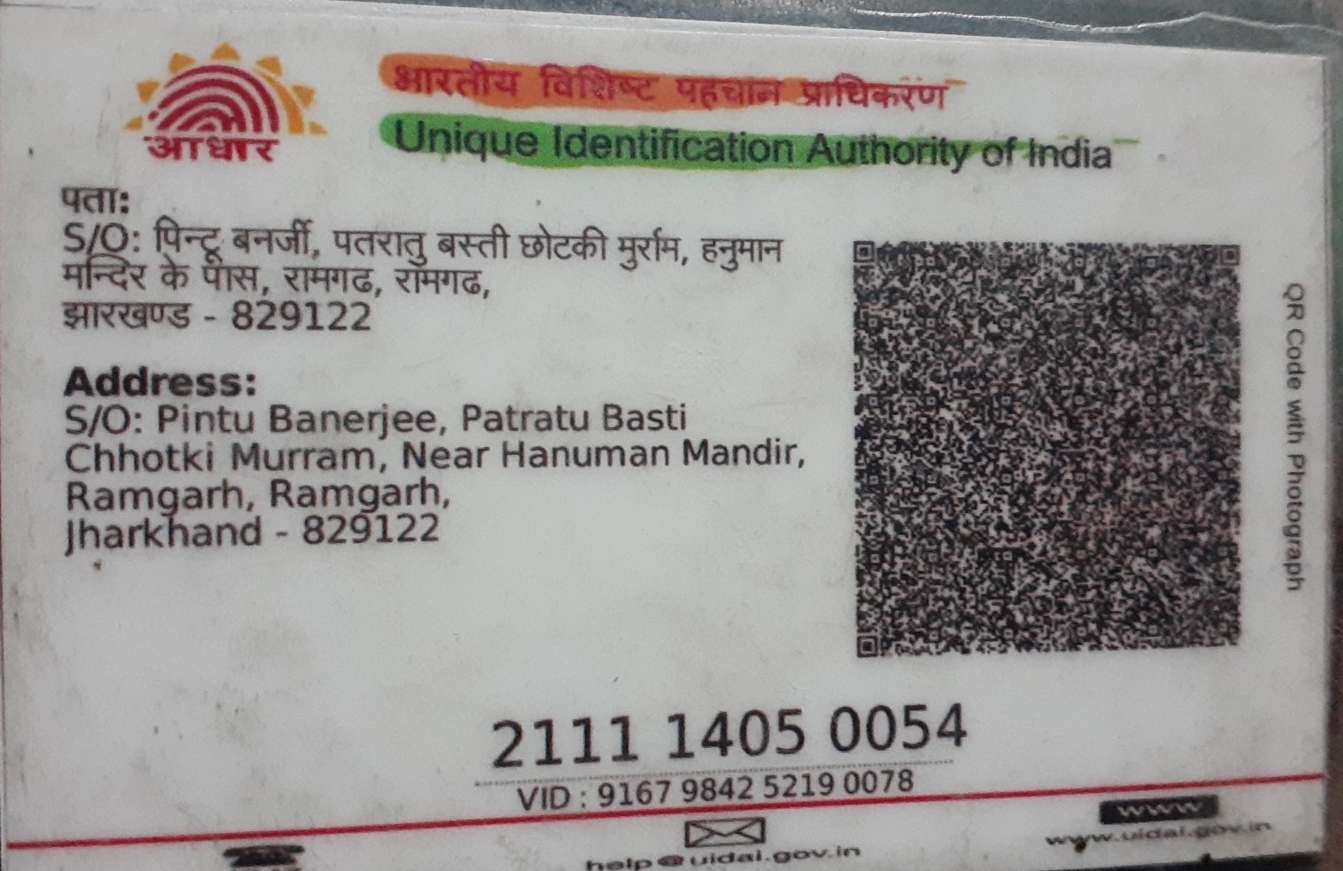 आधार
भारतीय विशिष्ट पहचान प्राधिकरण
Unique Identification Authority of India
पता:
S/O: पिन्टू बनर्जी, पतरातु बस्ती छोटकी मुर्राम, हनुमान
मन्दिर के पास, रामगढ, रामगढ,
झारखण्ड - 829122
Address:
S/O: Pintu Banerjee, Patratu Basti
Chhotki Murram, Near Hanuman Mandir,
Ramgarh, Ramgarh,
Jharkhand - 829122
QR Code with Photograph
2111 1405 0054
VID : 9167 9842 5219 0078
help@uidai.gov.in
www
www.uidai.gov.in